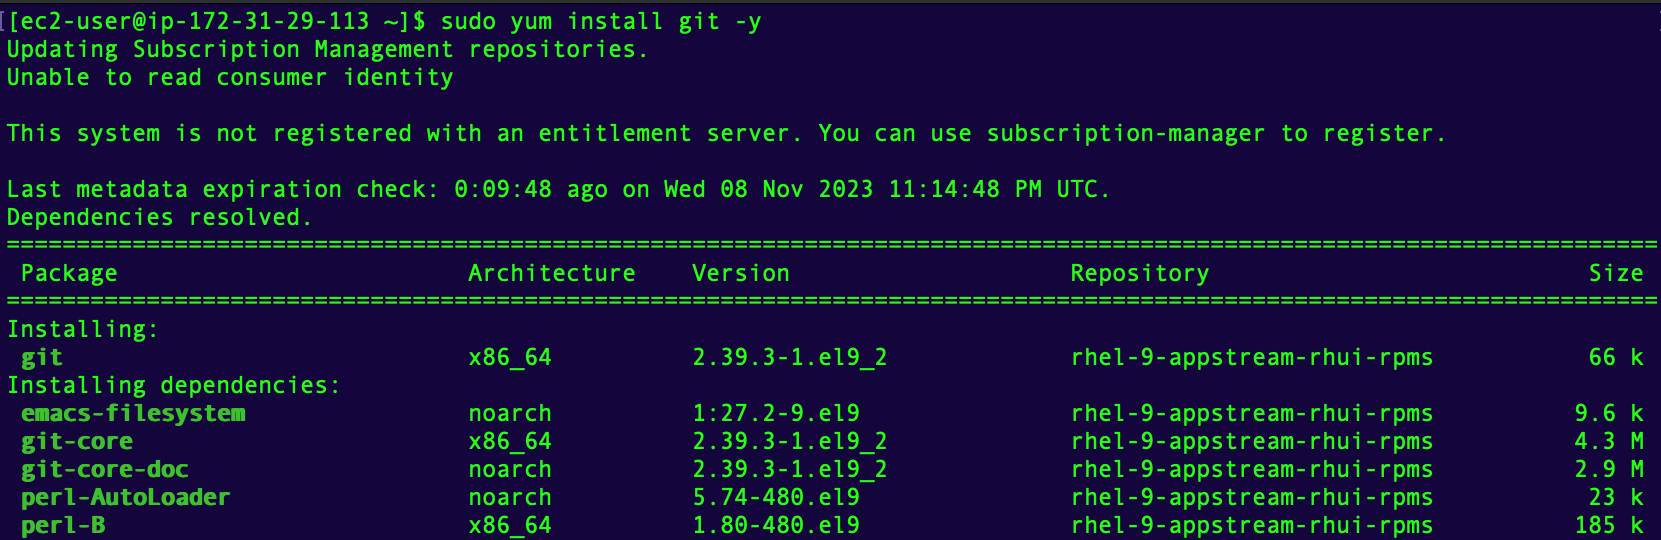 [[ec2-user@ip-172-31-29-113 ~]$ sudo yum install git -y
Updating Subscription Management repositories.
Unable to read consumer identity
This system is not registered with an entitlement server. You can use subscription-manager to register.
Last metadata expiration check: 0:09:48 ago on Wed 08 Nov 2023 11:14:48 PM UTC.
Dependencies resolved.
======================================================================================================================
Package Architecture Version Repository Size
======================================================================================================================
Installing:
git x86_64 2.39.3-1.el9_2 rhel-9-appstream-rhui-rpms 66 k
Installing dependencies:
emacs-filesystem noarch 1:27.2-9.el9 rhel-9-appstream-rhui-rpms 9.6 k
git-core x86_64 2.39.3-1.el9_2 rhel-9-appstream-rhui-rpms 4.3 M
git-core-doc noarch 2.39.3-1.el9_2 rhel-9-appstream-rhui-rpms 2.9 M
perl-AutoLoader noarch 5.74-480.el9 rhel-9-appstream-rhui-rpms 23 k
perl-B x86_64 1.80-480.el9 rhel-9-appstream-rhui-rpms 185 k